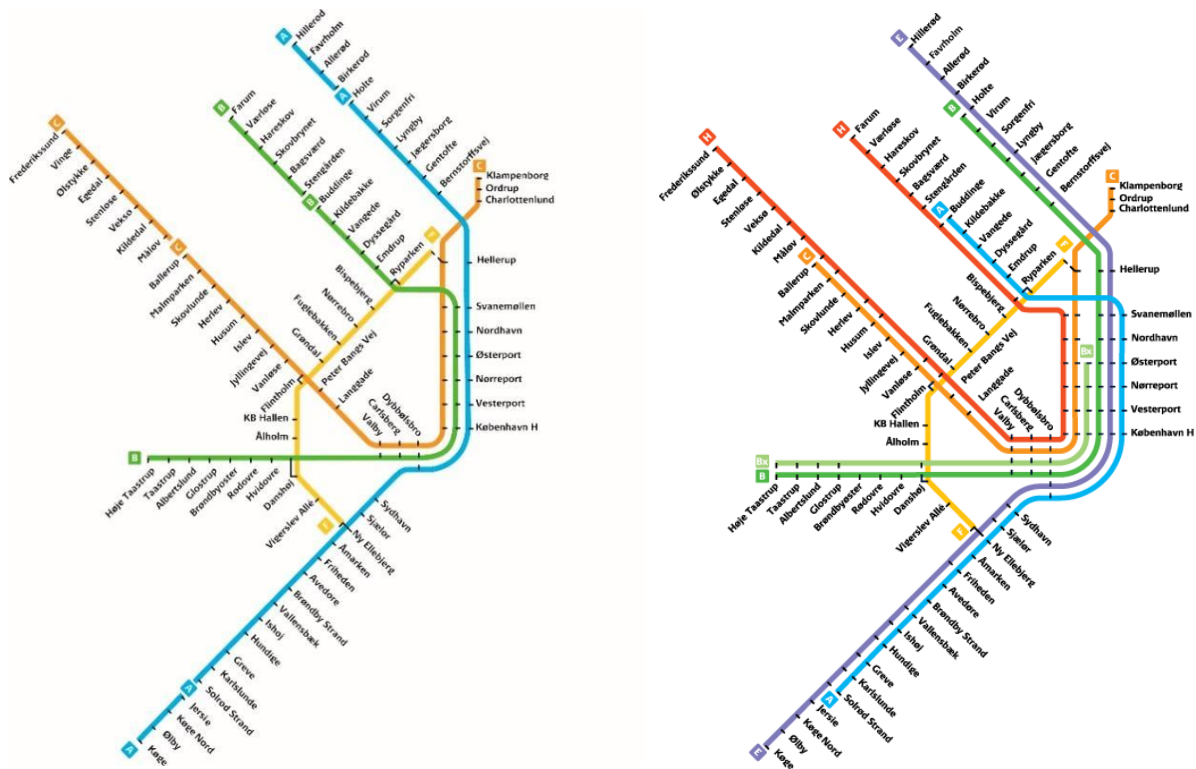 A
Hillerød
Favrholm
Allerød
Birkerød
A
Holte
Virum
Sorgenfri
Lyngby
Jægersborg
Gentofte
Bernstorffsvej
B
Farum
Værløse
Hareskov
Skovbrynet
Bagsværd
Stengården
B
Buddinge
Kildebakke
Vangede
Dyssegård
Emdrup
C
Klampenborg
Ordrup
Charlottenlund
C
Frederikssund
Vinge
Ølstykke
Egedal
Stenløse
Veksø
Kildedal
Måløv
C
Ballerup
Malmparken
Skovlunde
Herlev
Husum
Islev
Jyllingevej
Vanløse
Flintholm
Peter Bangs Vej
Langgade
Valby
Carlsberg
Dybbølsbro
F
Ryparken
Bispebjerg
Nørrebro
Fuglebakken
Grøndal
KB Hallen
Ålholm
Hellerup
Svanemøllen
Nordhavn
Østerport
Nørreport
Vesterport
København H
B
Høje Taastrup
Taastrup
Albertslund
Glostrup
Brøndbyøster
Rødovre
Hvidovre
Danshøj
Vigerslev Allé
F
Sydhavn
Sjælør
Ny Ellebjerg
Åmarken
Friheden
Avedøre
Brøndby Strand
Vallensbæk
Ishøj
Hundige
Greve
Karlslunde
Solrød Strand
A
Jersie
Køge Nord
Ølby
Køge
A
E
Hillerød
Favrholm
Allerød
Birkerød
Holte
Virum
Sorgenfri
Lyngby
Jægersborg
Gentofte
Bernstorffsvej
B
H
Farum
Værløse
Hareskov
Skovbrynet
Bagsværd
Stengården
A
Buddinge
Kildebakke
Vangede
Dyssegård
Emdrup
C
Klampenborg
Ordrup
Charlottenlund
H
Frederikssund
Ølstykke
Egedal
Stenløse
Veksø
Kildedal
Måløv
C
Ballerup
Malmparken
Skovlunde
Herlev
Husum
Islev
Jyllingevej
Vanløse
Flintholm
Peter Bangs Vej
Langgade
Valby
Carlsberg
Dybbølsbro
F
Ryparken
Bispebjerg
Nørrebro
Fuglebakken
Grøndal
KB Hallen
Ålholm
Hellerup
Svanemøllen
Nordhavn
Bx
Østerport
Nørreport
Vesterport
København H
Bx
B
Høje Taastrup
Taastrup
Albertslund
Glostrup
Brøndbyøster
Rødovre
Hvidovre
Danshøj
Vigerslev Allé
F
Sydhavn
Sjælør
Ny Ellebjerg
Åmarken
Friheden
Avedøre
Brøndby Strand
Vallensbæk
Ishøj
Hundige
Greve
Karlslunde
Solrød Strand
A
Jersie
Køge Nord
Ølby
Køge
E